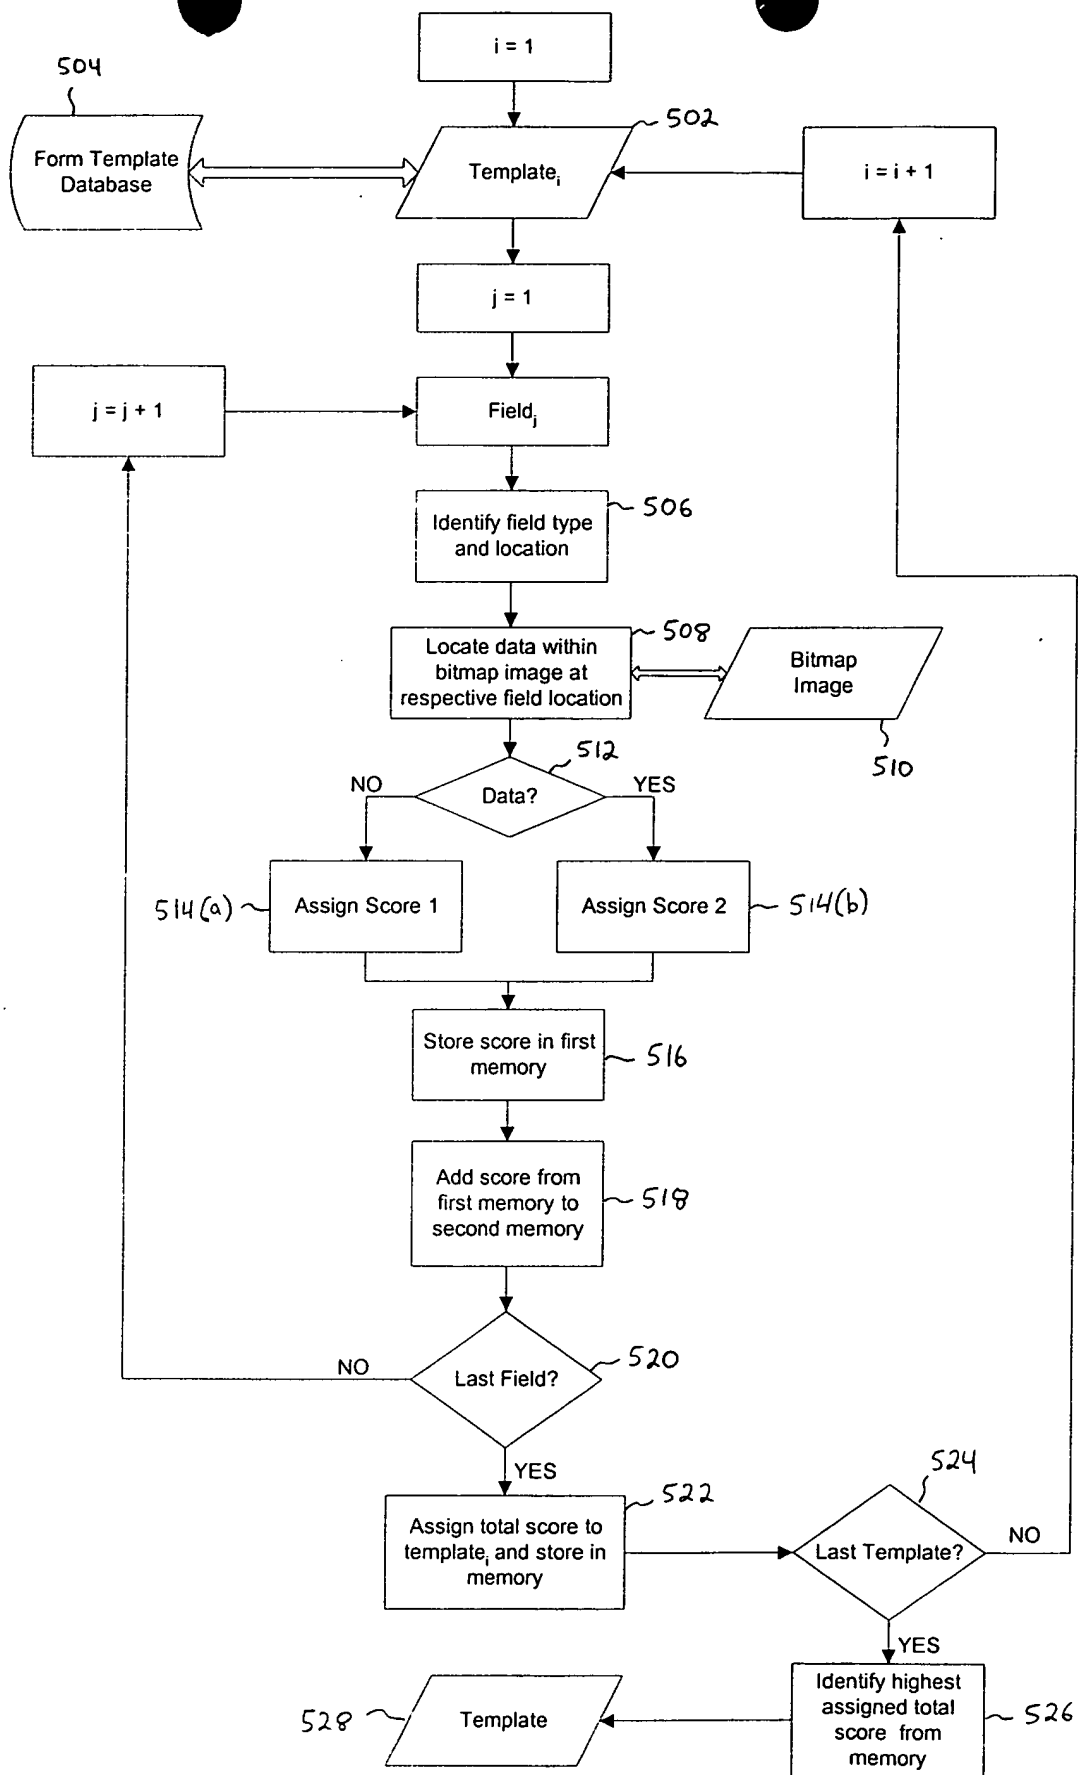 i = 1
504
502
Form Template
Database
Templateᵢ
i = i + 1
j = 1
j = j + 1
Fieldⱼ
506
Identify field type
and location
508
Locate data within
bitmap image at
respective field location
Bitmap
Image
510
512
NO
YES
Data?
514(a)
Assign Score 1
Assign Score 2
514(b)
Store score in first
memory
516
Add score from
first memory to
second memory
518
NO
Last Field?
520
YES
522
524
Assign total score to
templateᵢ and store in
memory
Last Template?
NO
YES
528
Template
Identify highest
assigned total
score from
memory
526